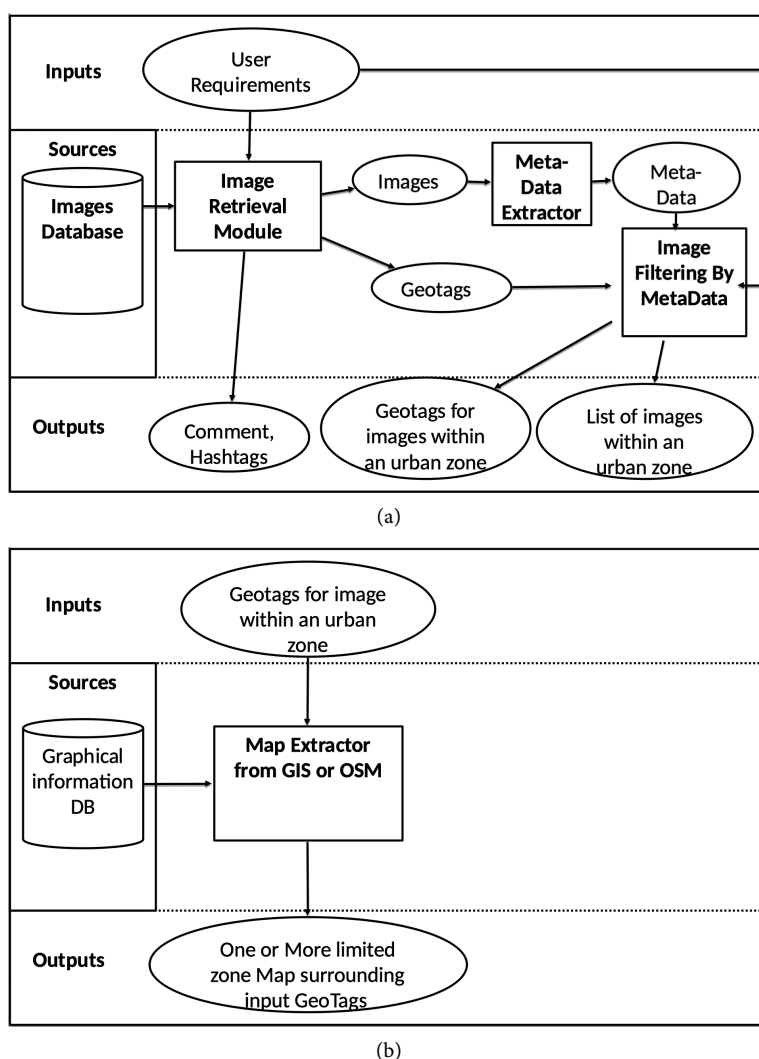 Inputs
User
Requirements
Sources
Images
Database
Image
Retrieval
Module
Images
Meta-
Data
Extractor
Meta-
Data
Geotags
Image
Filtering By
MetaData
Outputs
Comment,
Hashtags
Geotags for
images within
an urban zone
List of images
within an
urban zone
(a)
Inputs
Geotags for image
within an urban
zone
Sources
Graphical
information
DB
Map Extractor
from GIS or OSM
Outputs
One or More limited
zone Map surrounding
input GeoTags
(b)